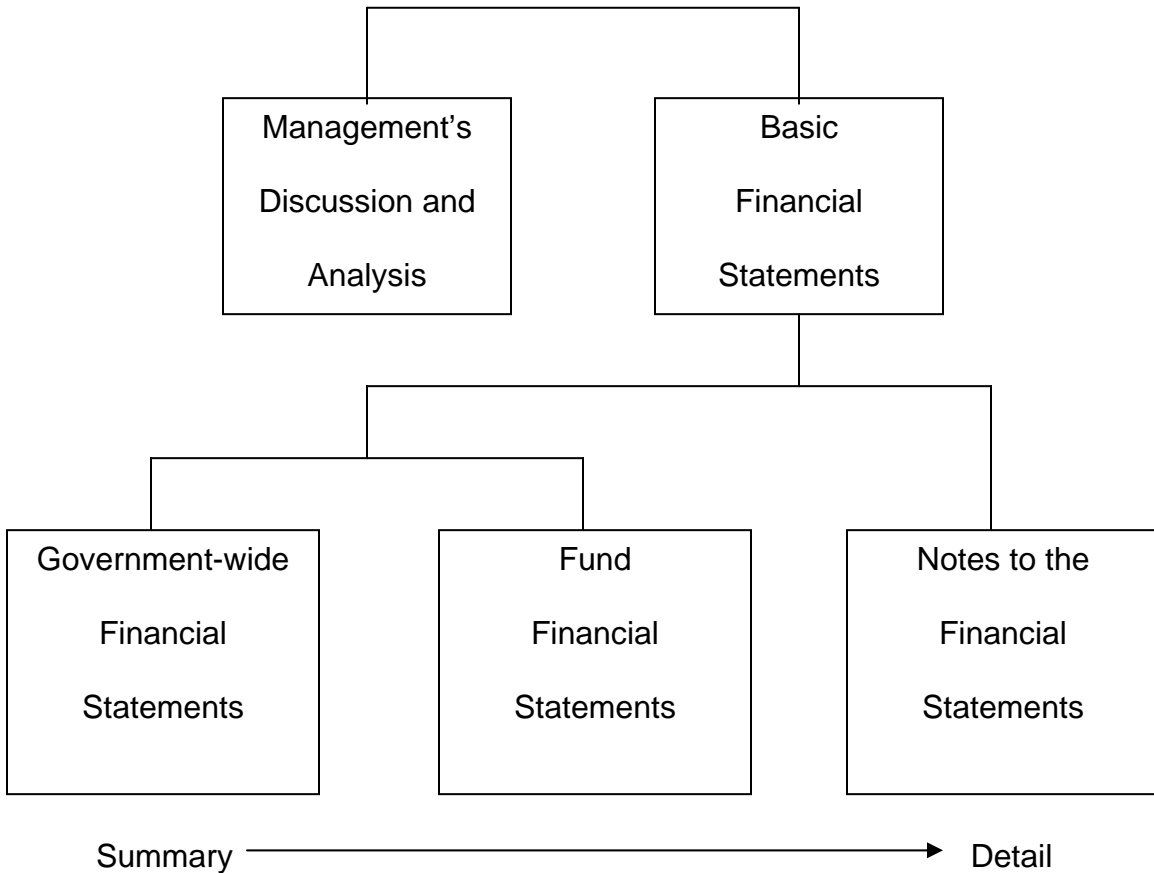 Management’s
Discussion and
Analysis
Basic
Financial
Statements
Government-wide
Financial
Statements
Fund
Financial
Statements
Notes to the
Financial
Statements
Summary
Detail